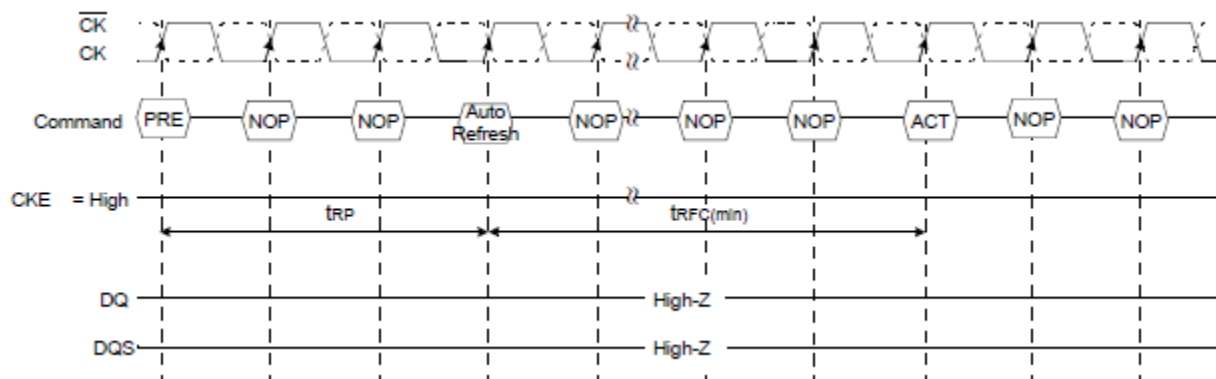 CK
CK
Command PRE NOP NOP Auto Refresh NOP NOP NOP ACT NOP NOP
CKE = High
tRP tRFC(min)
DQ High-Z
DQS High-Z